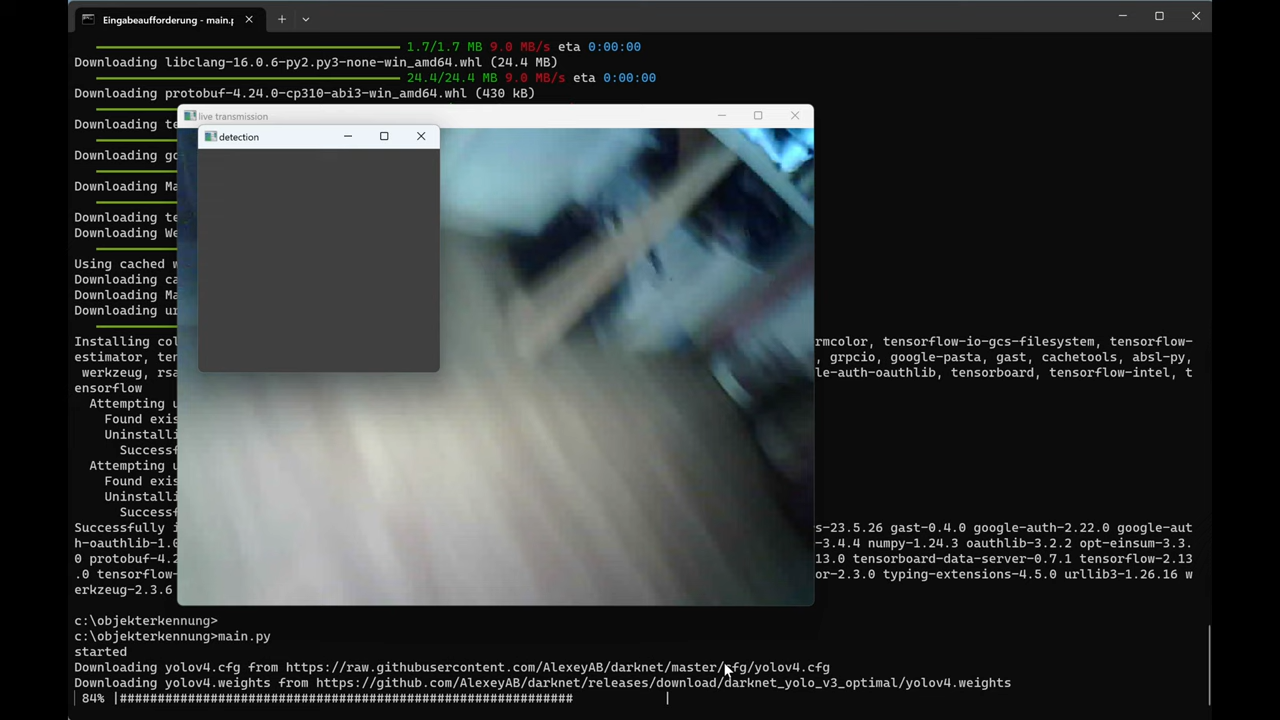 Eingabeaufforderung - main.p
1.7/1.7 MB 9.0 MB/s eta 0:00:00
Downloading libclang-16.0.6-py2.py3-none-win_amd64.whl (24.4 MB)
24.4/24.4 MB 9.0 MB/s eta 0:00:00
Downloading protobuf-4.24.0-cp310-abi3-win_amd64.whl (430 kB)
live transmission
Downloading te
detection
Downloading go
Downloading Ma
Downloading te
Downloading We
Using cached w
Downloading ca
Downloading Ma
Downloading ur
Installing col rmcolor, tensorflow-io-gcs-filesystem, tensorflow-
estimator, ten , grpcio, google-pasta, gast, cachetools, absl-py,
werkzeug, rsa le-auth-oauthlib, tensorboard, tensorflow-intel, t
ensorflow
Attempting u
Found exis
Uninstalli
Successf
Attempting u
Found exis
Uninstalli
Successf
Successfully i s-23.5.26 gast-0.4.0 google-auth-2.22.0 google-aut
h-oauthlib-1.0 -3.4.4 numpy-1.24.3 oauthlib-3.2.2 opt-einsum-3.3.
0 protobuf-4.2 13.0 tensorboard-data-server-0.7.1 tensorflow-2.13
.0 tensorflow- or-2.3.0 typing-extensions-4.5.0 urllib3-1.26.16 w
erkzeug-2.3.6
c:\objekterkennung>
c:\objekterkennung>main.py
started
Downloading yolov4.cfg from https://raw.githubusercontent.com/AlexeyAB/darknet/master/cfg/yolov4.cfg
Downloading yolov4.weights from https://github.com/AlexeyAB/darknet/releases/download/darknet_yolo_v3_optimal/yolov4.weights
84% |############################################################ |